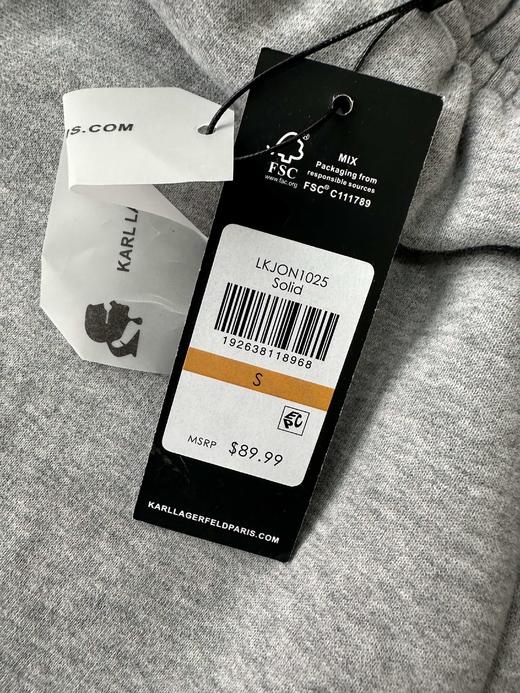 IS.COM
KARL LA
MIX
Packaging from
responsible sources
FSC® C111789
FSC
www.fsc.org
LKJON1025
Solid
192638118968
S
MSRP $89.99
KARLLAGERFELDPARIS.COM